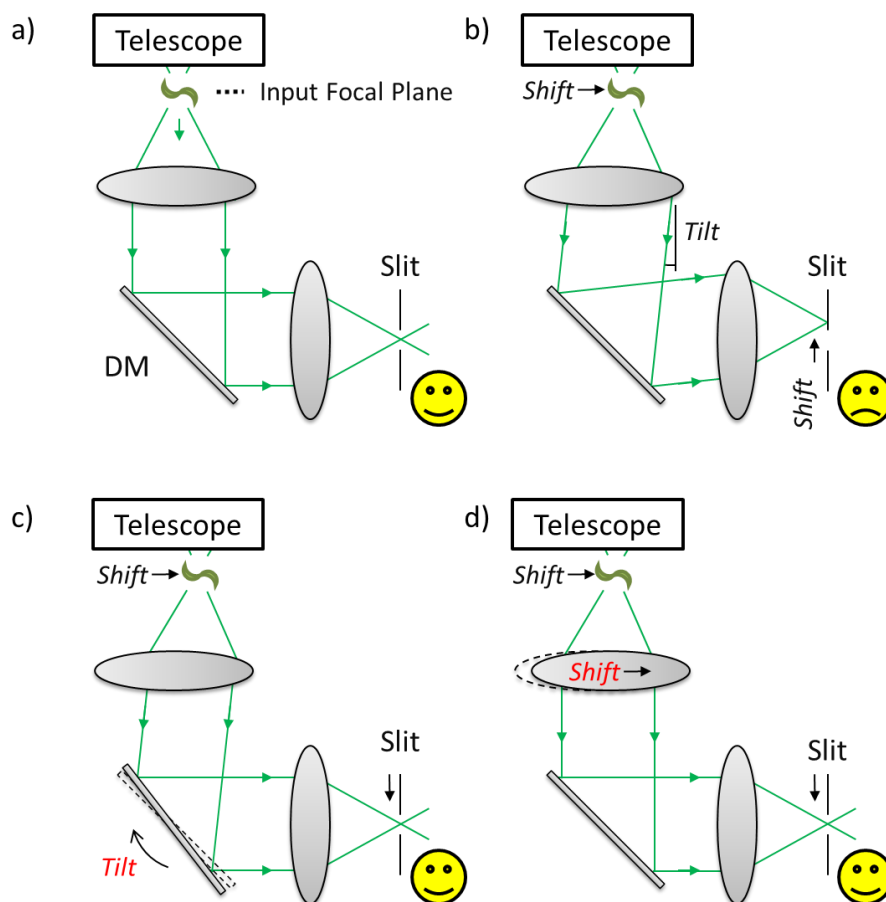 a)
Telescope
Input Focal Plane
DM
Slit
b)
Telescope
Shift
Tilt
Slit
Shift
c)
Telescope
Shift
Tilt
Slit
d)
Telescope
Shift
Shift
Slit